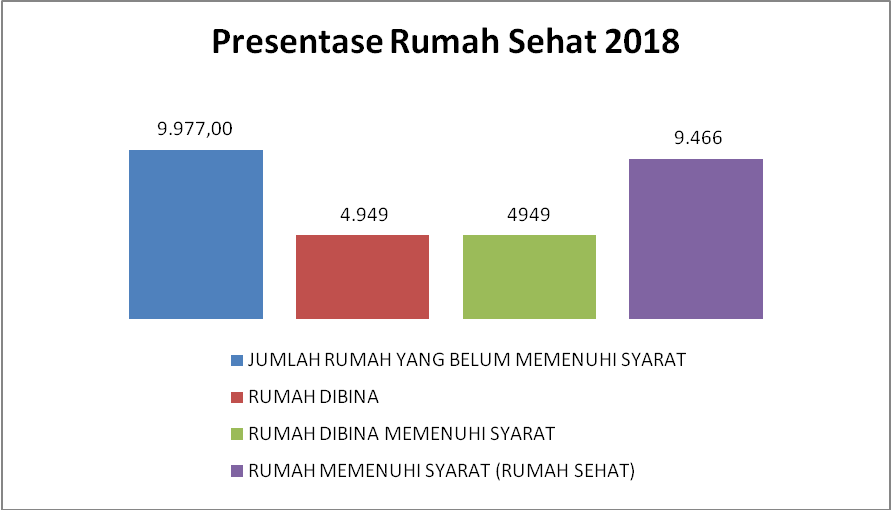 Presentase Rumah Sehat 2018
9.977,00
4.949
4949
9.466
JUMLAH RUMAH YANG BELUM MEMENUHI SYARAT
RUMAH DIBINA
RUMAH DIBINA MEMENUHI SYARAT
RUMAH MEMENUHI SYARAT (RUMAH SEHAT)